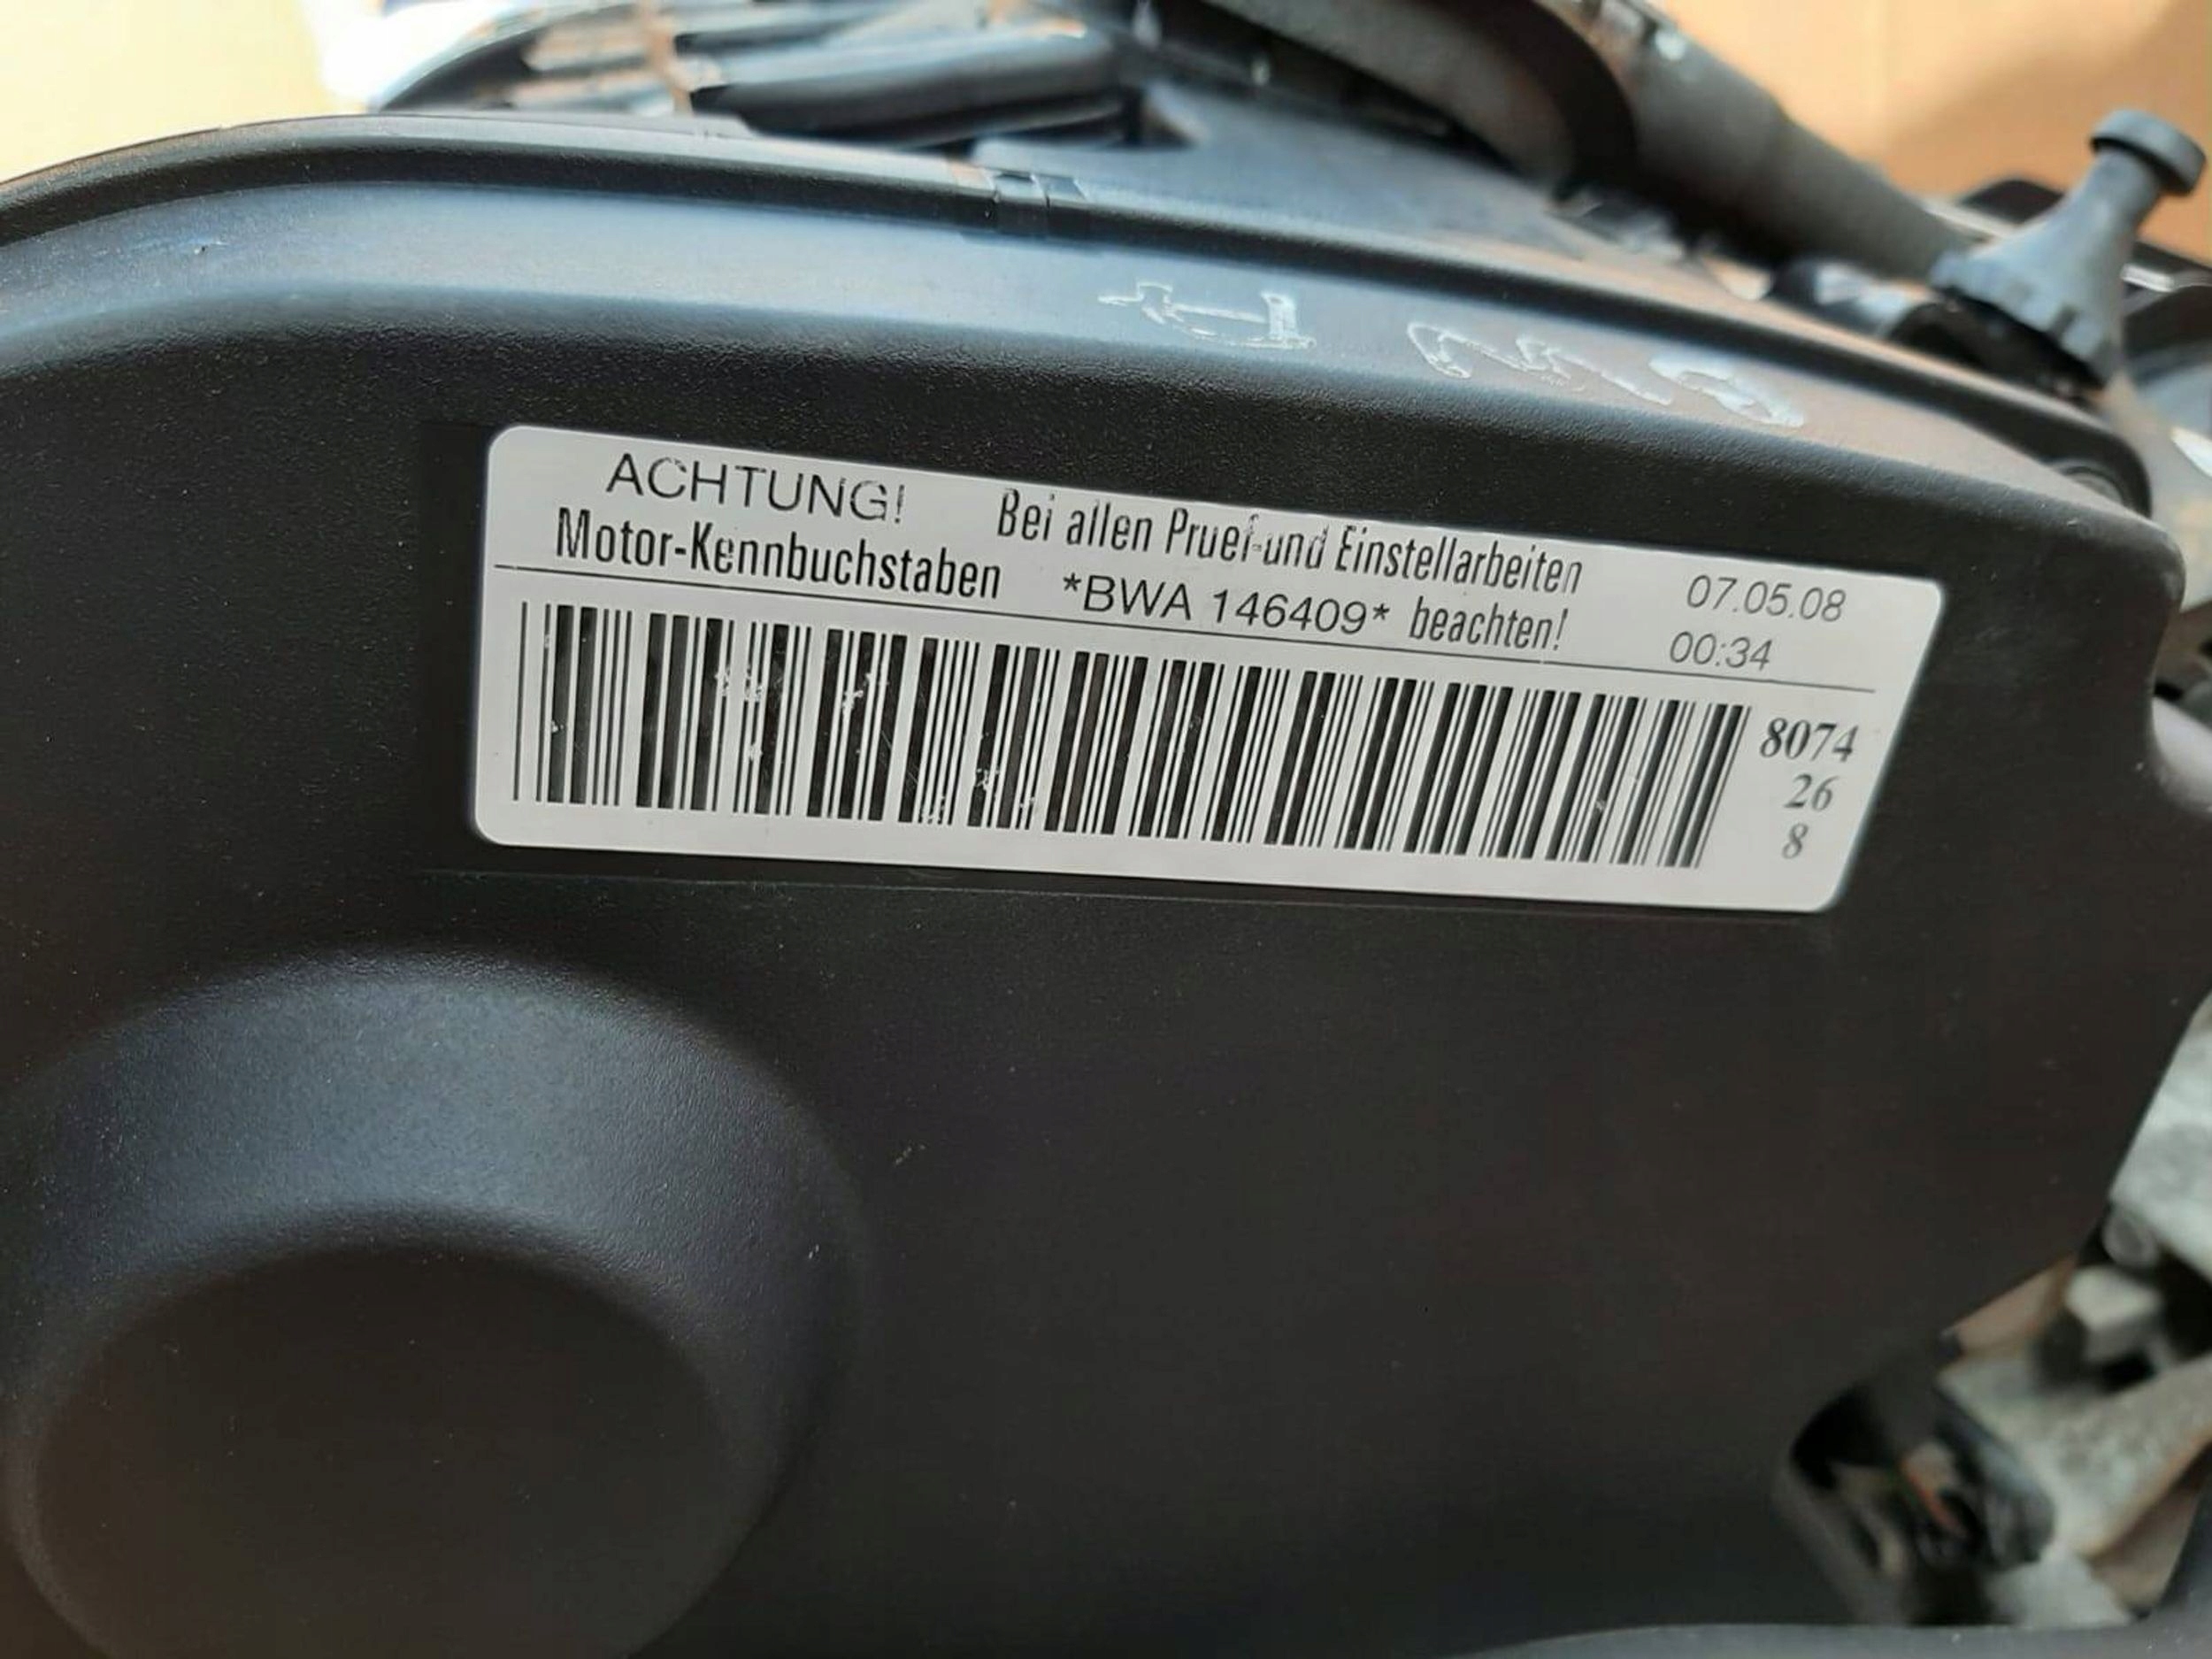 ACHTUNG! Bei allen Pruef-und Einstellarbeiten 07.05.08
Motor-Kennbuchstaben *BWA 146409* beachten! 00:34
8074
26
8